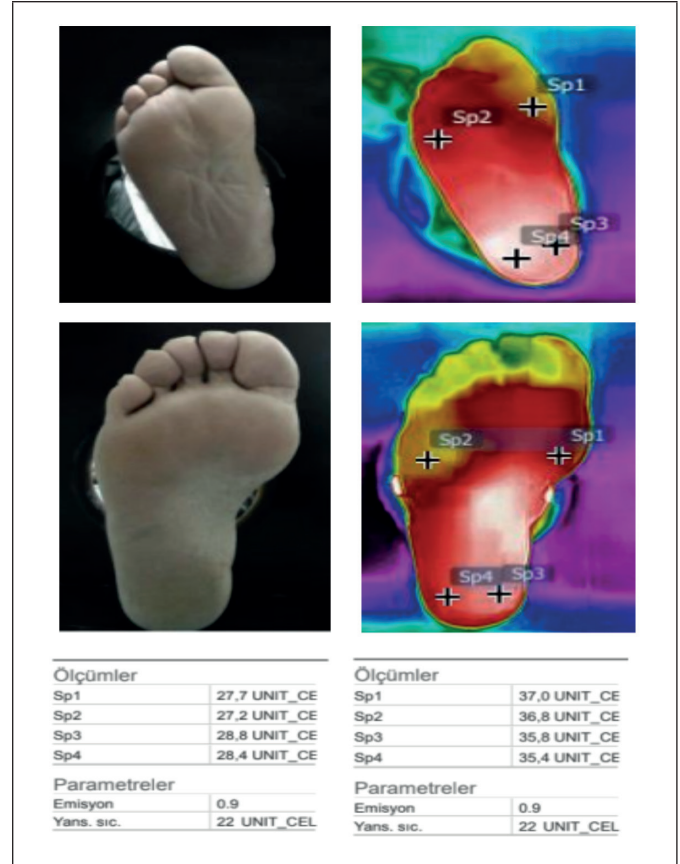 Sp1
Sp2
Sp3
Sp4
Sp2
Sp1
Sp4
Sp3
Ölçümler
Sp1 27,7 UNIT_CE
Sp2 27,2 UNIT_CE
Sp3 28,8 UNIT_CE
Sp4 28,4 UNIT_CE
Parametreler
Emisyon 0.9
Yans. sıc. 22 UNIT_CEL
Ölçümler
Sp1 37,0 UNIT_CE
Sp2 36,8 UNIT_CE
Sp3 35,8 UNIT_CE
Sp4 35,4 UNIT_CE
Parametreler
Emisyon 0.9
Yans. sıc. 22 UNIT_CEL